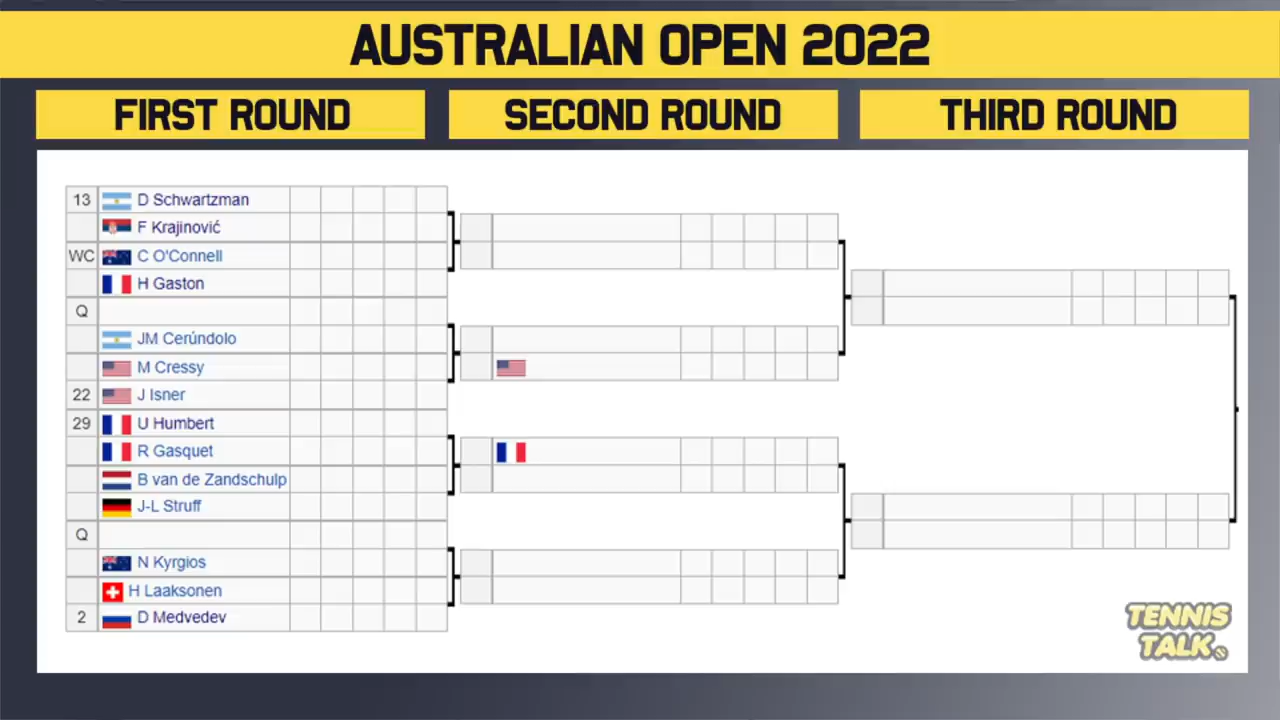 AUSTRALIAN OPEN 2022
FIRST ROUND
SECOND ROUND
THIRD ROUND
13 D Schwartzman
F Krajinović
WC C O'Connell
H Gaston
Q
JM Cerúndolo
M Cressy
22 J Isner
29 U Humbert
R Gasquet
B van de Zandschulp
J-L Struff
Q
N Kyrgios
H Laaksonen
2 D Medvedev
TENNIS
TALK